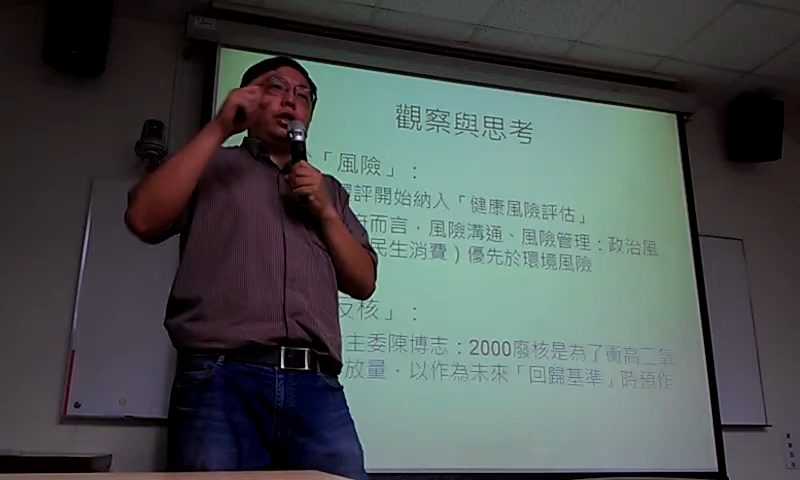 觀察與思考
「風險」：
評開始納入「健康風險評估」
而言，風險溝通、風險管理：政治風
民生消費）優先於環境風險
反核」：
主委陳博志：2000廢核是為了衝高二氧
放量，以作為未來「回歸基準」時預作